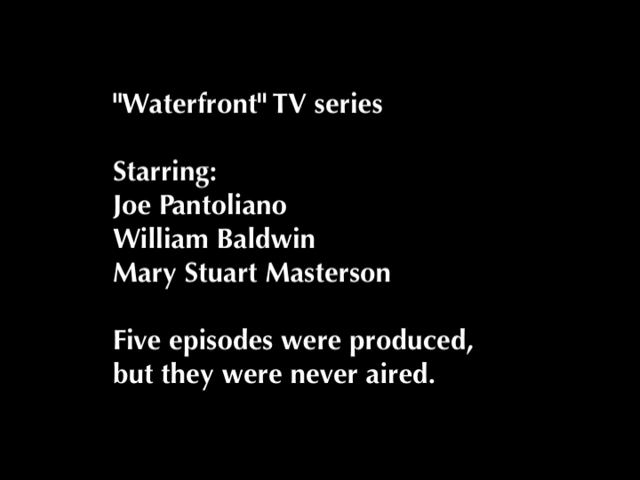 "Waterfront" TV series
Starring:
Joe Pantoliano
William Baldwin
Mary Stuart Masterson
Five episodes were produced,
but they were never aired.